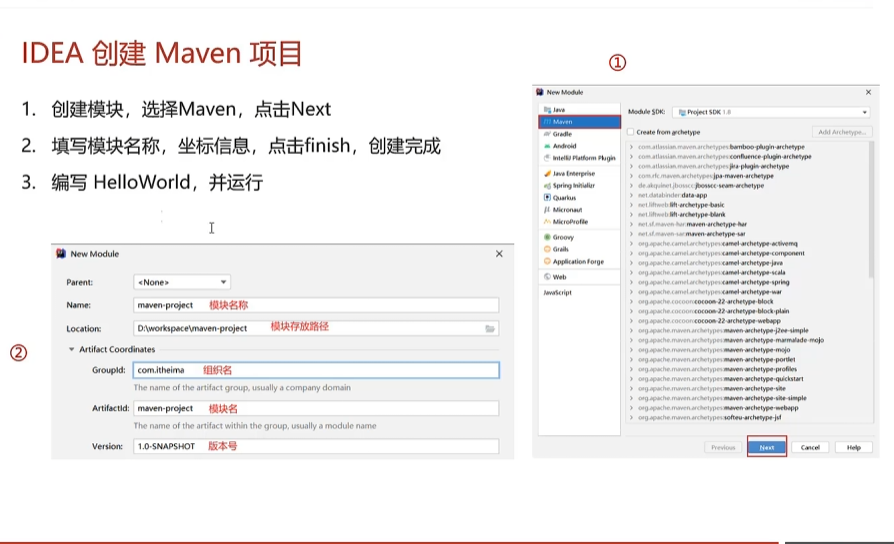 IDEA 创建 Maven 项目
1. 创建模块，选择Maven，点击Next
2. 填写模块名称，坐标信息，点击finish，创建完成
3. 编写 HelloWorld，并运行
①
New Module
Java
Maven
Gradle
Android
IntelliJ Platform Plugin
Java Enterprise
Spring Initializr
Quarkus
Micronaut
MicroProfile
Groovy
Grails
Application Forge
Web
JavaScript
Module SDK: Project SDK 1.8
Create from archetype Add Archetype...
com.atlassian.maven.archetypes:bamboo-plugin-archetype
com.atlassian.maven.archetypes:confluence-plugin-archetype
com.atlassian.maven.archetypes:jira-plugin-archetype
com.rfc.maven.archetypes:jpa-maven-archetype
de.akquinet.jbosscc:jbosscc-seam-archetype
net.databinder:data-app
net.liftweb:lift-archetype-basic
net.liftweb:lift-archetype-blank
net.sf.maven-har:maven-archetype-har
net.sf.maven-sar:maven-archetype-sar
org.apache.camel.archetypes:camel-archetype-activemq
org.apache.camel.archetypes:camel-archetype-component
org.apache.camel.archetypes:camel-archetype-java
org.apache.camel.archetypes:camel-archetype-scala
org.apache.camel.archetypes:camel-archetype-spring
org.apache.camel.archetypes:camel-archetype-war
org.apache.cocoon:cocoon-22-archetype-block
org.apache.cocoon:cocoon-22-archetype-block-plain
org.apache.cocoon:cocoon-22-archetype-webapp
org.apache.maven.archetypes:maven-archetype-j2ee-simple
org.apache.maven.archetypes:maven-archetype-marmalade-mojo
org.apache.maven.archetypes:maven-archetype-mojo
org.apache.maven.archetypes:maven-archetype-portlet
org.apache.maven.archetypes:maven-archetype-profiles
org.apache.maven.archetypes:maven-archetype-quickstart
org.apache.maven.archetypes:maven-archetype-site
org.apache.maven.archetypes:maven-archetype-site-simple
org.apache.maven.archetypes:maven-archetype-webapp
org.apache.maven.archetypes:softeu-archetype-jsf
Previous Next Cancel Help
②
New Module
Parent: <None>
Name: maven-project 模块名称
Location: D:\workspace\maven-project 模块存放路径
Artifact Coordinates
GroupId: com.itheima 组织名
The name of the artifact group, usually a company domain
ArtifactId: maven-project 模块名
The name of the artifact within the group, usually a module name
Version: 1.0-SNAPSHOT 版本号